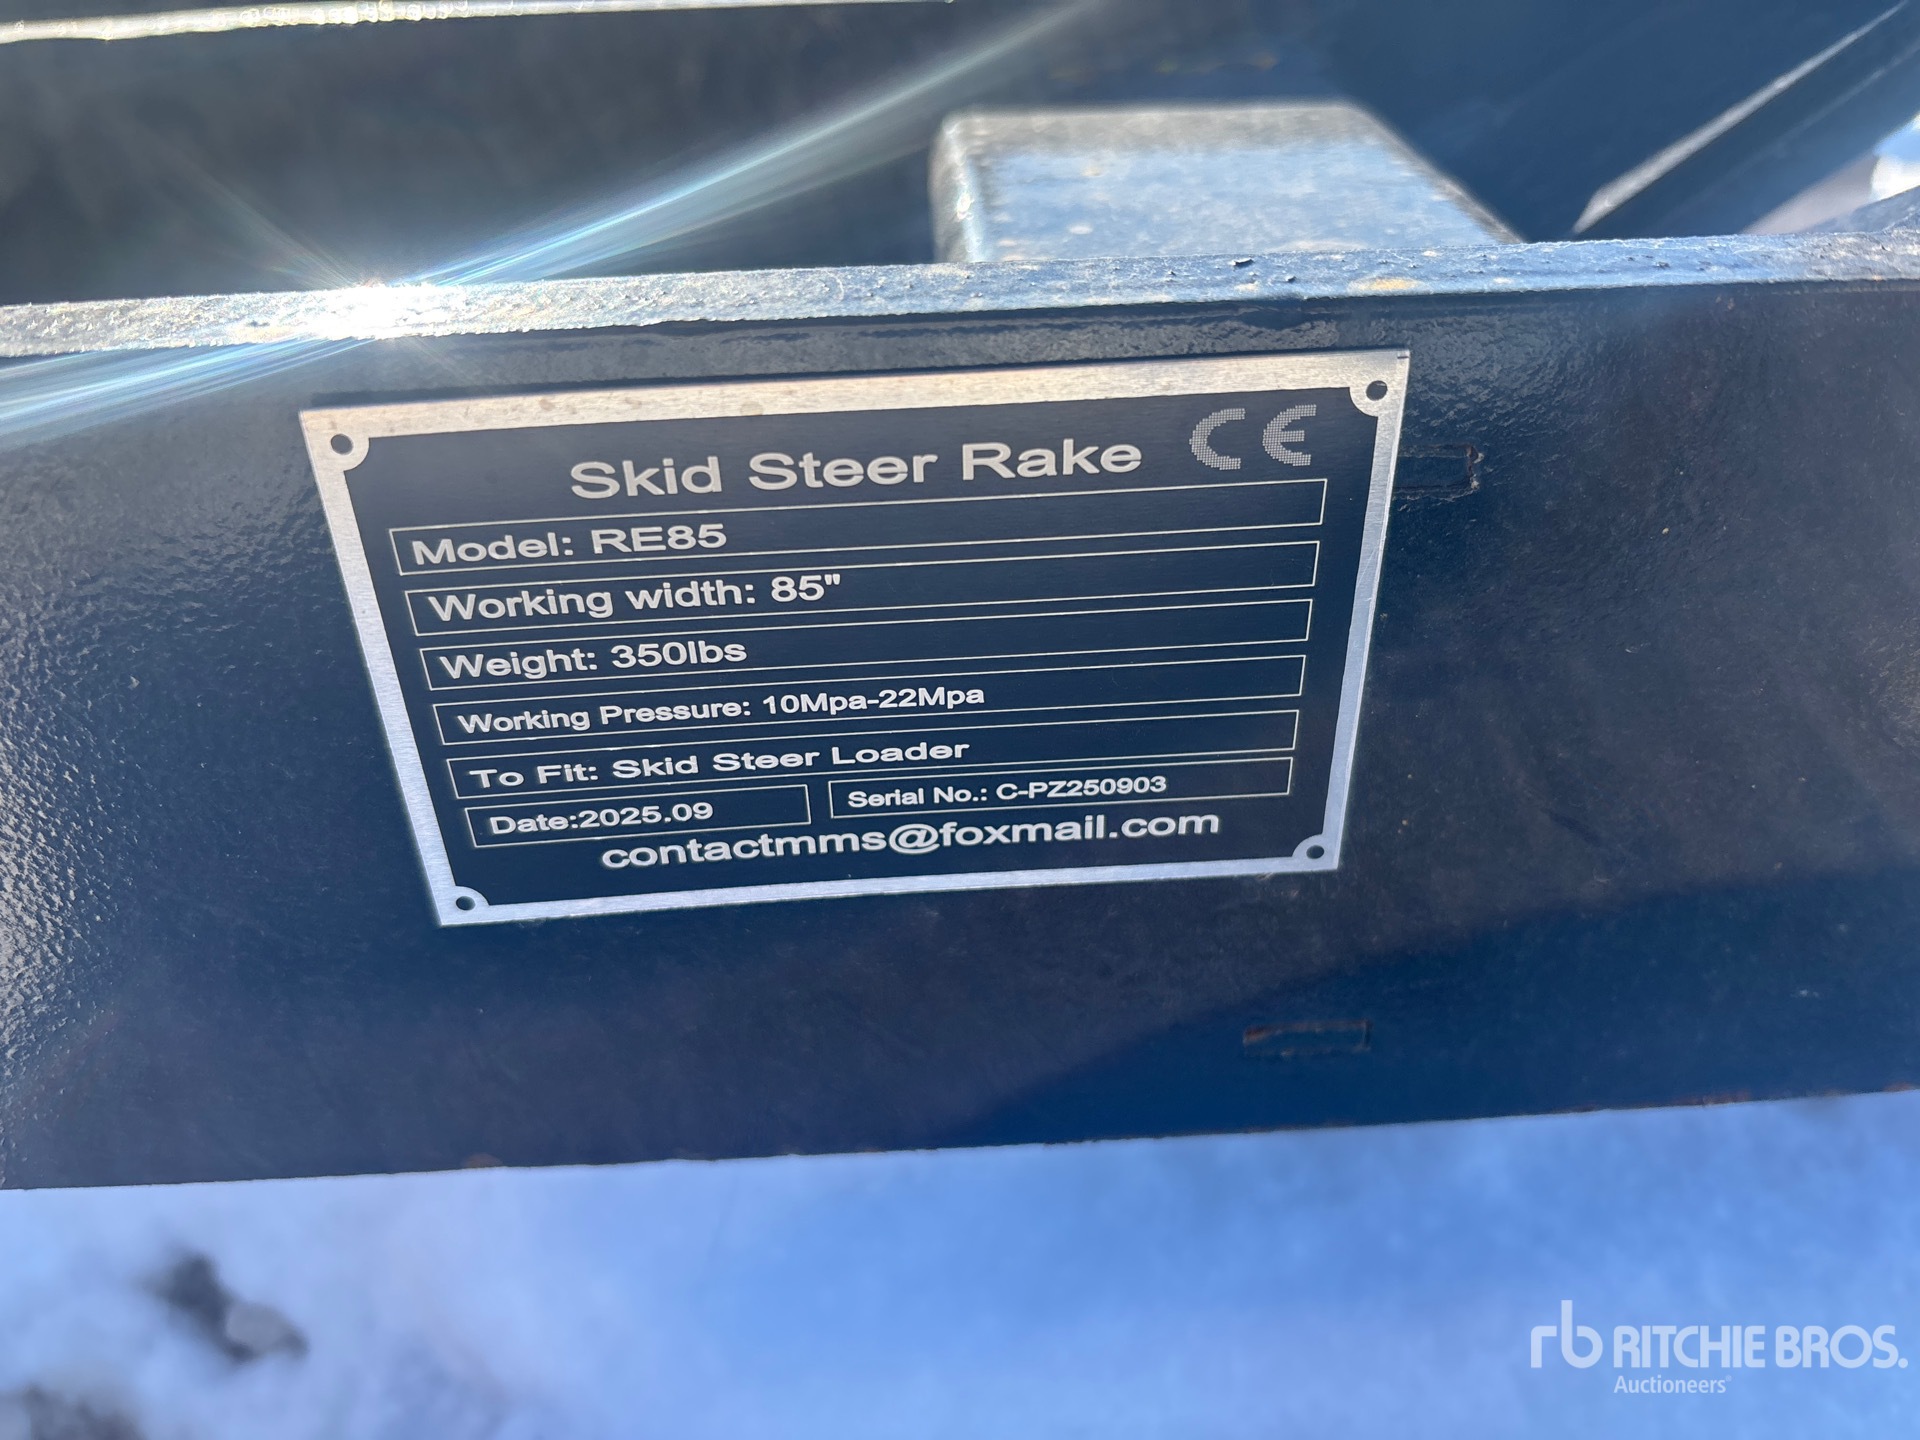 Skid Steer Rake CE
Model: RE85
Working width: 85"
Weight: 350lbs
Working Pressure: 10Mpa-22Mpa
To Fit: Skid Steer Loader
Date:2025.09 Serial No.: C-PZ250903
contactmms@foxmail.com
rb RITCHIE BROS.
Auctioneers